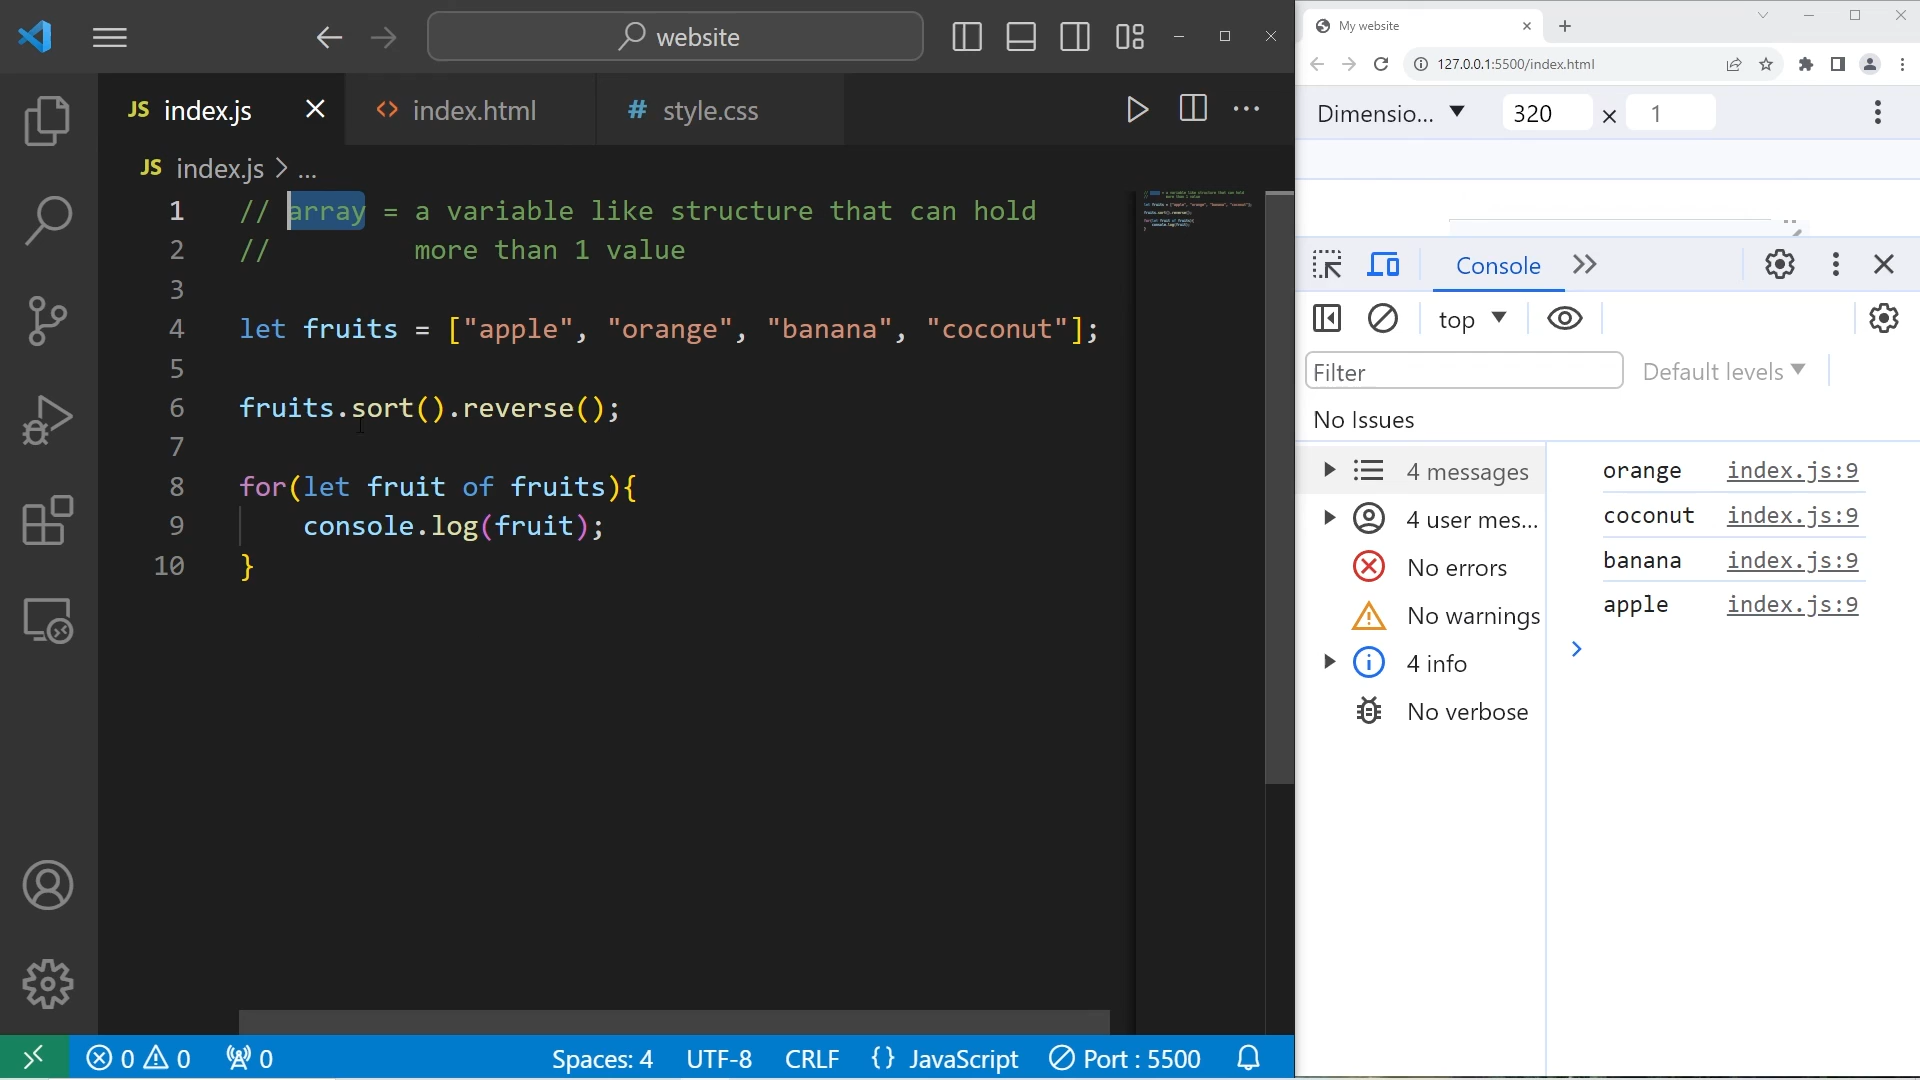 website
JS index.js
<> index.html
# style.css
JS index.js > ...
1 // array = a variable like structure that can hold
2 //         more than 1 value
3
4 let fruits = ["apple", "orange", "banana", "coconut"];
5
6 fruits.sort().reverse();
7
8 for(let fruit of fruits){
9     console.log(fruit);
10 }
0 0 0
Spaces: 4 UTF-8 CRLF {} JavaScript Port : 5500
My website
127.0.0.1:5500/index.html
Dimensio... 320 × 1
Console
top
Filter
Default levels
No Issues
4 messages
4 user mes...
No errors
No warnings
4 info
No verbose
orange index.js:9
coconut index.js:9
banana index.js:9
apple index.js:9